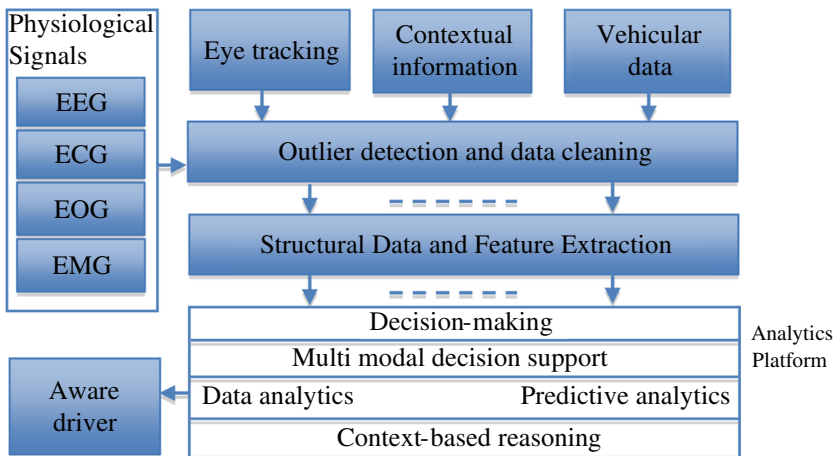 Physiological
Signals
EEG
ECG
EOG
EMG
Eye tracking
Contextual
information
Vehicular
data
Outlier detection and data cleaning
Structural Data and Feature Extraction
Decision-making
Multi modal decision support
Data analytics
Predictive analytics
Context-based reasoning
Analytics
Platform
Aware
driver